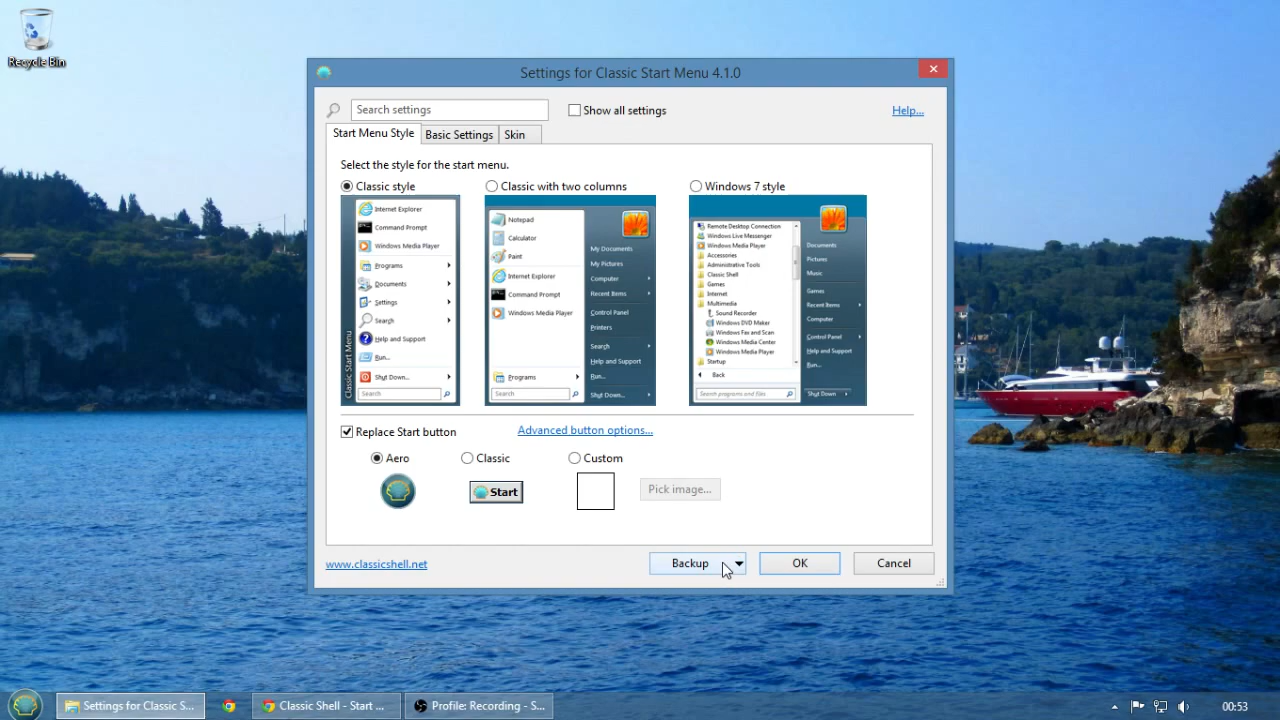 Recycle Bin
Settings for Classic Start Menu 4.1.0
Search settings
Show all settings
Help...
Start Menu Style
Basic Settings
Skin
Select the style for the start menu.
Classic style
Classic with two columns
Windows 7 style
Internet Explorer
Command Prompt
Windows Media Player
Programs
Documents
Settings
Search
Help and Support
Run...
Shut Down...
Search
Classic Start Menu
Notepad
Calculator
Paint
Internet Explorer
Command Prompt
Windows Media Player
Programs
Search
My Documents
My Pictures
Computer
Recent Items
Control Panel
Printers
Search
Help and Support
Run...
Shut Down...
Remote Desktop Connection
Windows Live Messenger
Windows Media Player
Accessories
Administrative Tools
Classic Shell
Games
Internet
Multimedia
Sound Recorder
Windows DVD Maker
Windows Fax and Scan
Windows Media Center
Windows Media Player
Startup
Back
Search programs and files
Documents
Pictures
Music
Games
Recent Items
Computer
Control Panel
Help and Support
Run...
Shut Down
Replace Start button
Advanced button options...
Aero
Classic
Custom
Start
Pick image...
www.classicshell.net
Backup
OK
Cancel
Settings for Classic S...
Classic Shell - Start ...
Profile: Recording - S...
00:53